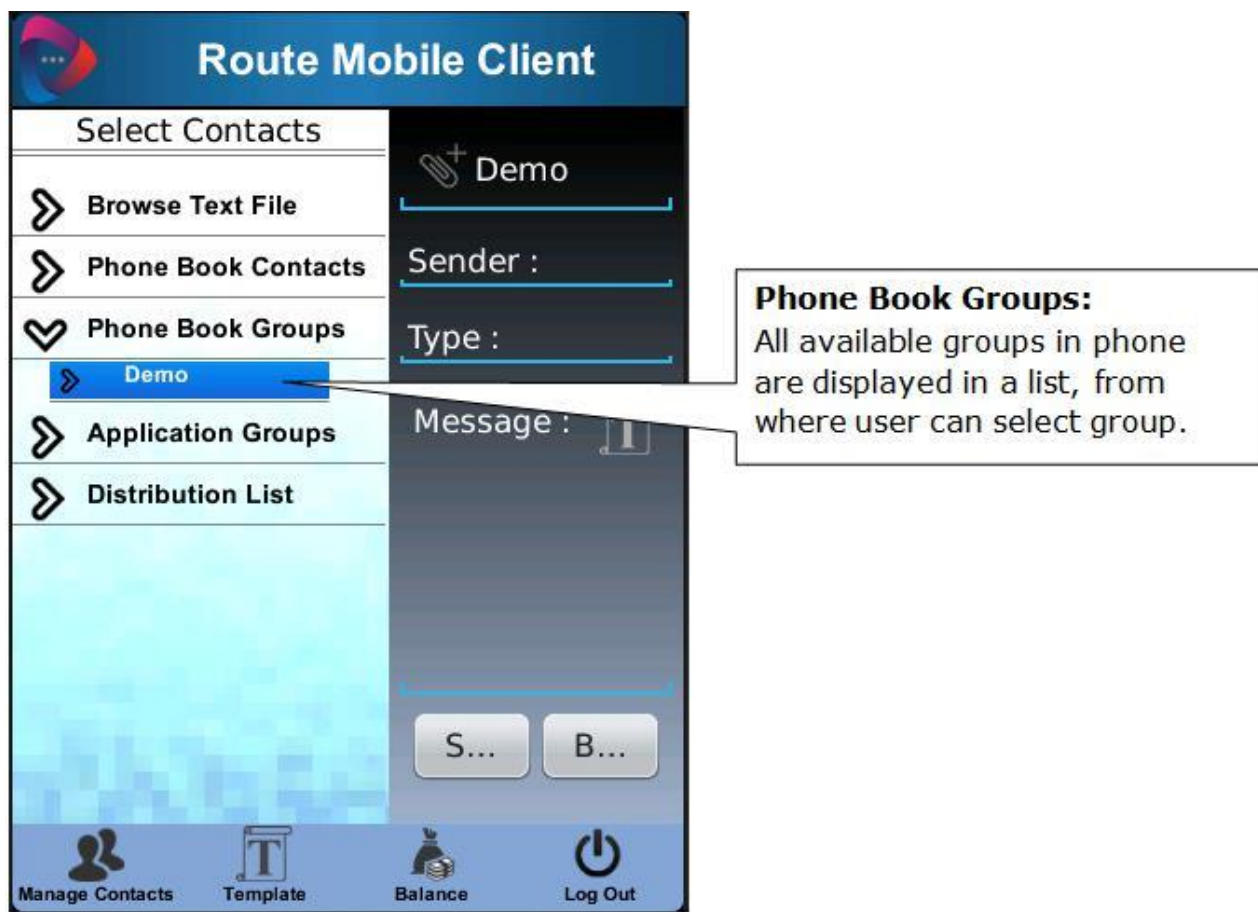 Route Mobile Client
Select Contacts
Browse Text File
Phone Book Contacts
Phone Book Groups
Demo
Application Groups
Distribution List
Demo
Sender :
Type :
Message :
T
S...
B...
Phone Book Groups:
All available groups in phone
are displayed in a list, from
where user can select group.
T
Manage Contacts
Template
Balance
Log Out